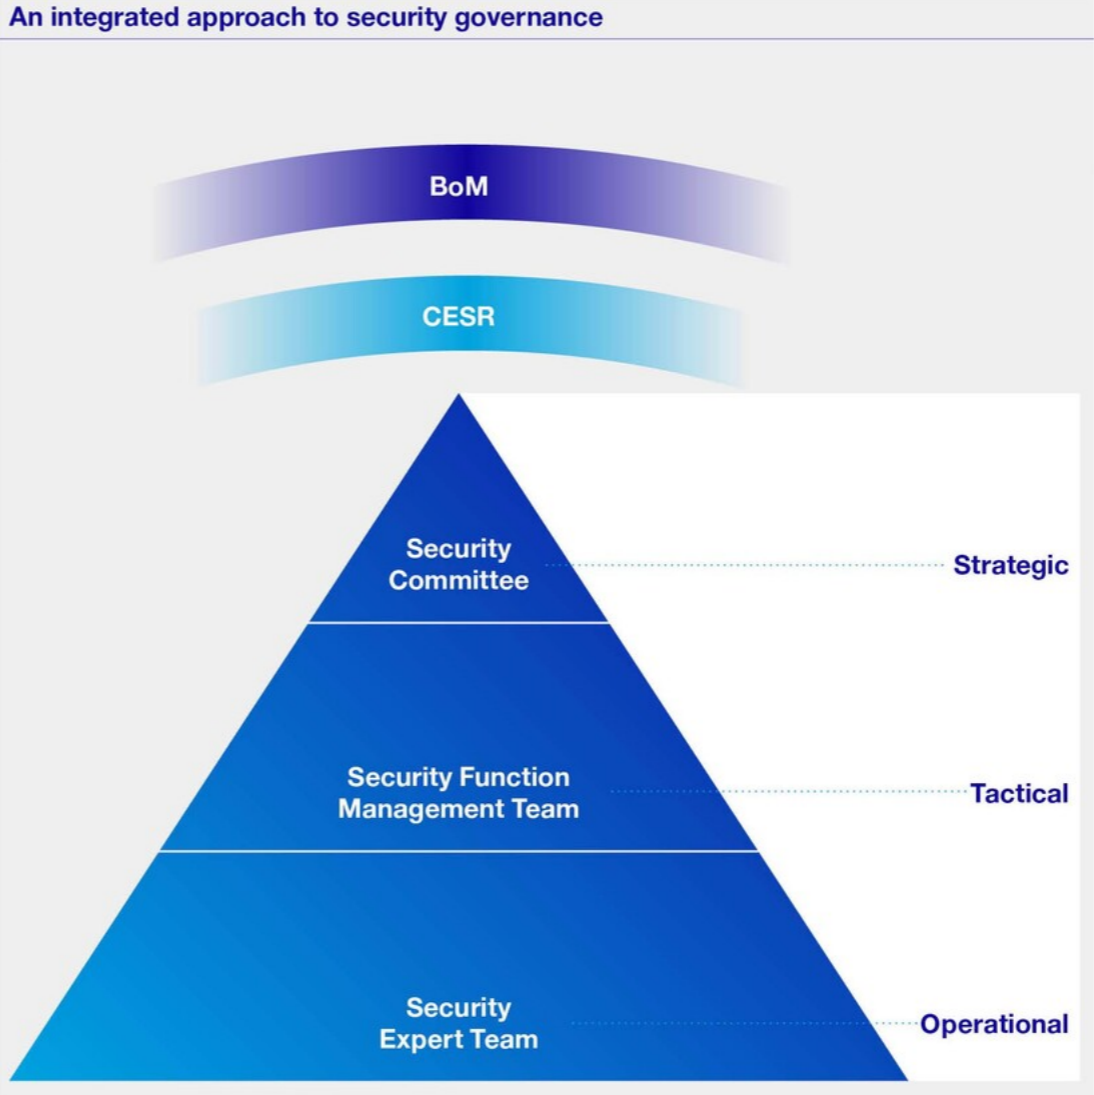 An integrated approach to security governance
BoM
CESR
Security
Committee
Strategic
Security Function
Management Team
Tactical
Security
Expert Team
Operational